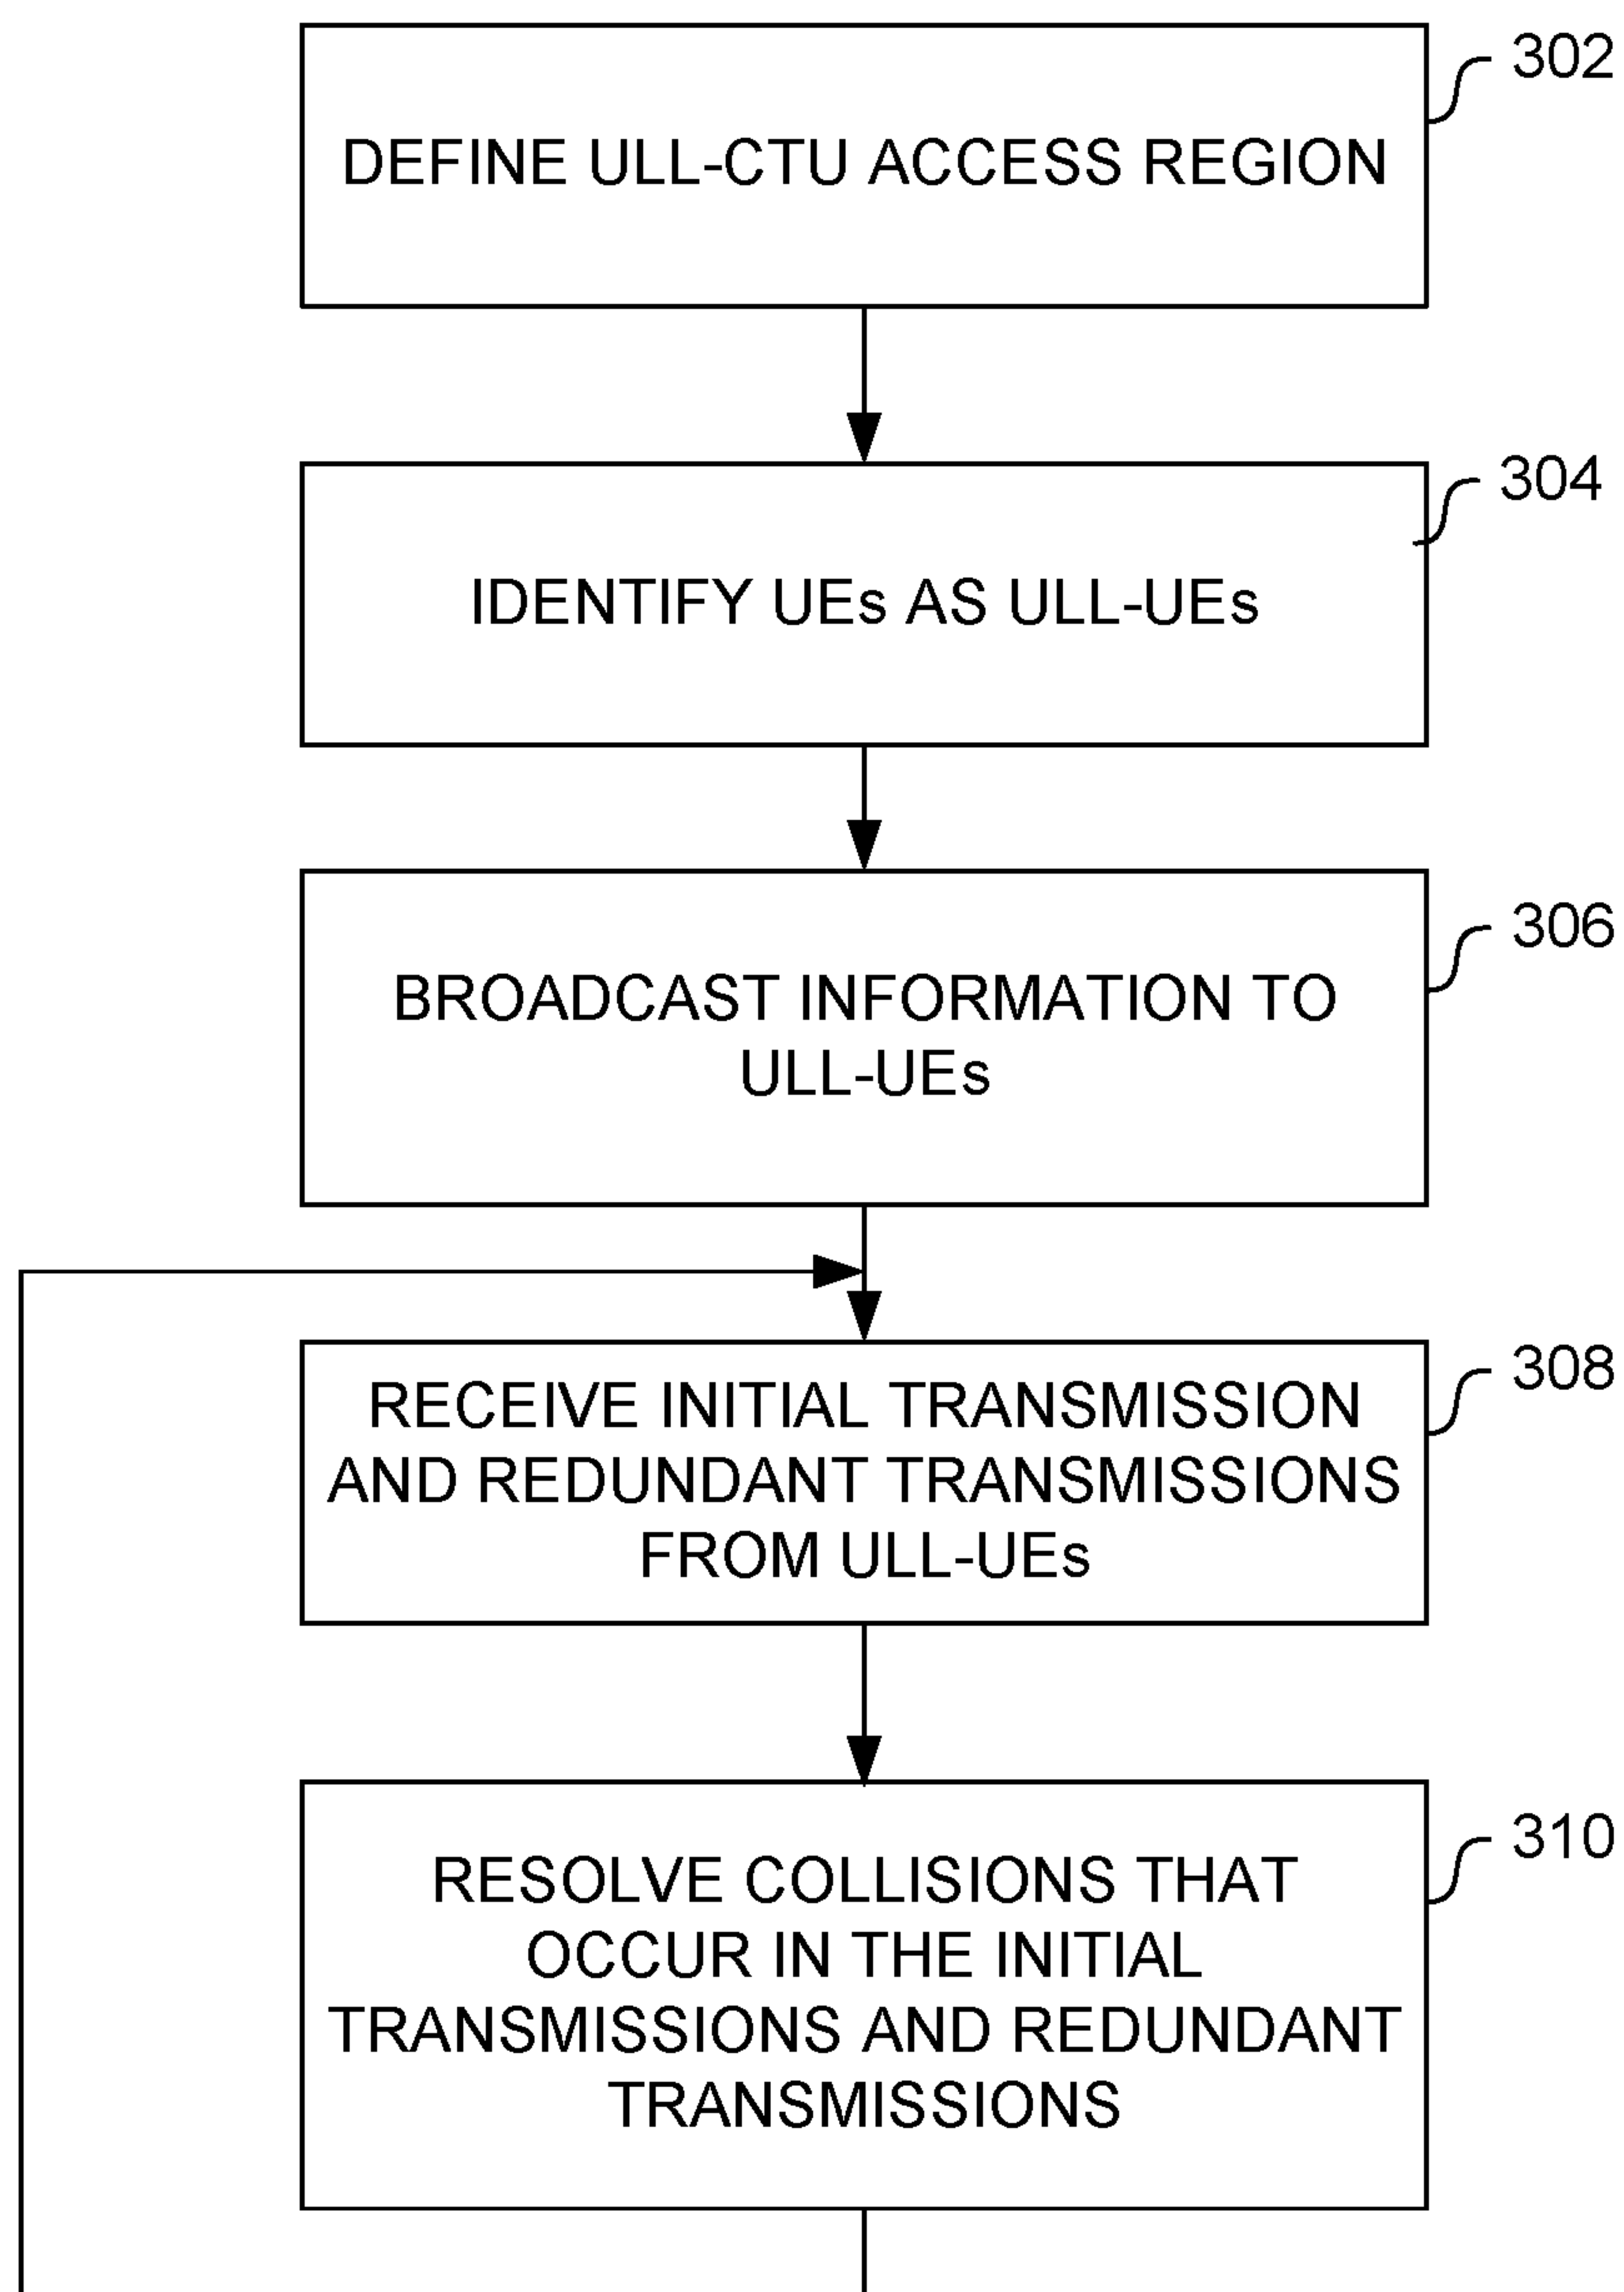 302
DEFINE ULL-CTU ACCESS REGION
304
IDENTIFY UEs AS ULL-UEs
306
BROADCAST INFORMATION TO
ULL-UEs
308
RECEIVE INITIAL TRANSMISSION
AND REDUNDANT TRANSMISSIONS
FROM ULL-UEs
310
RESOLVE COLLISIONS THAT
OCCUR IN THE INITIAL
TRANSMISSIONS AND REDUNDANT
TRANSMISSIONS